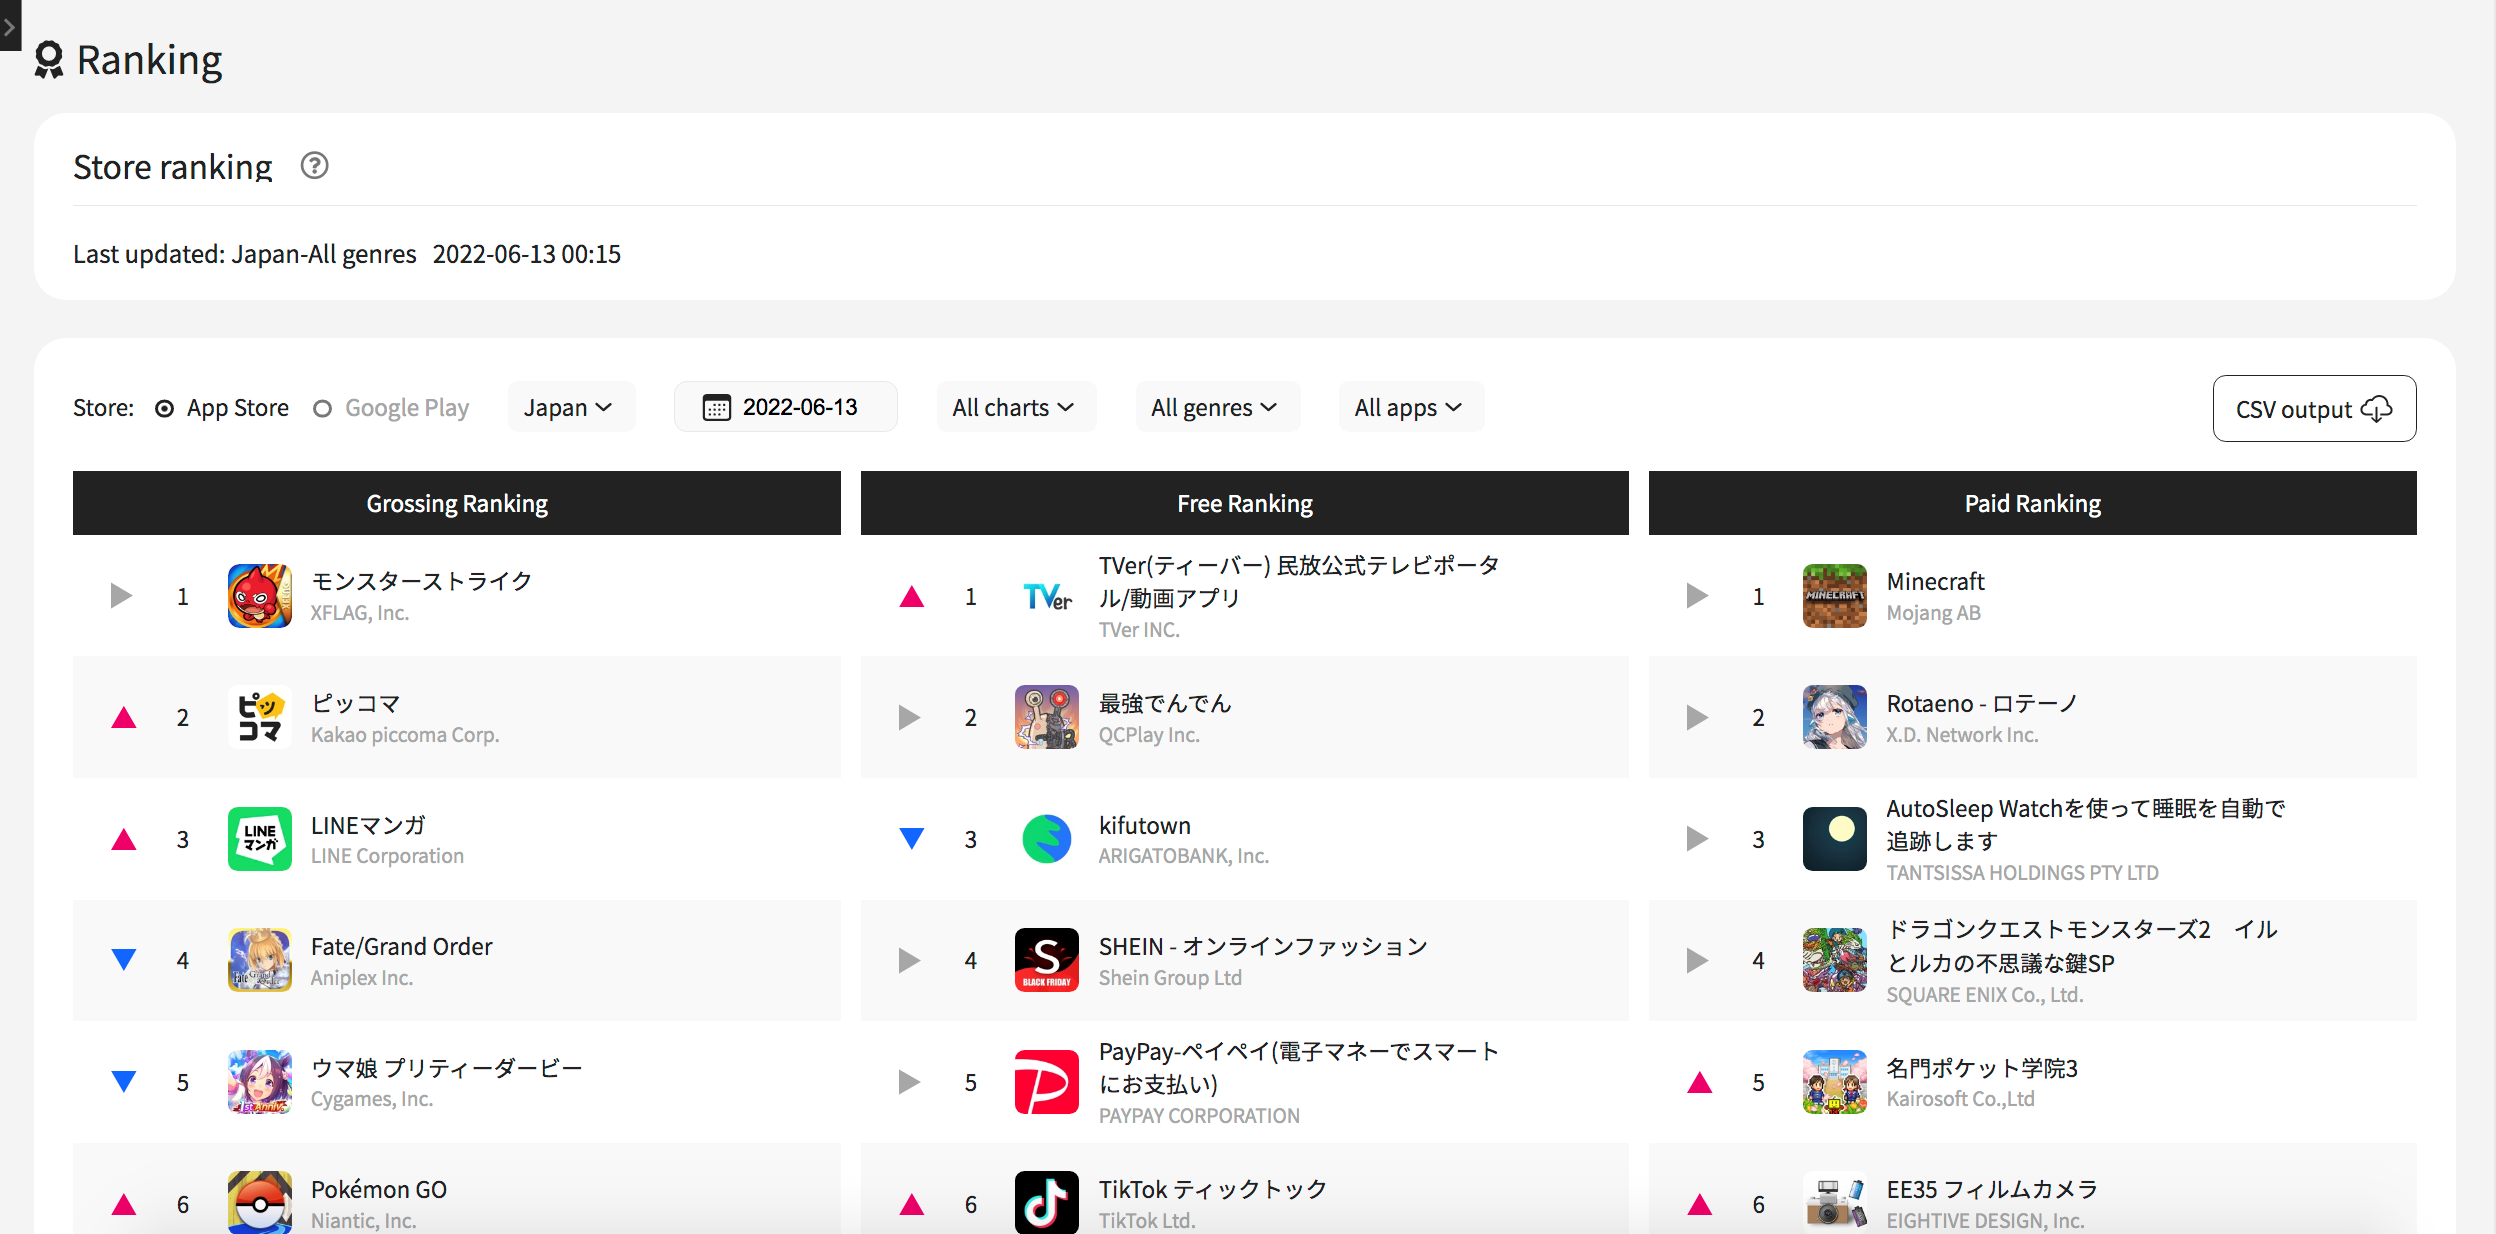 Ranking
Store ranking
Last updated: Japan-All genres 2022-06-13 00:15
Store: App Store Google Play Japan 2022-06-13 All charts All genres All apps CSV output
Grossing Ranking
1
モンスターストライク
XFLAG, Inc.
2
ピッコマ
ピッコマ
Kakao piccoma Corp.
3
LINE
マンガ
LINEマンガ
LINE Corporation
4
Fate/Grand Order
Aniplex Inc.
5
ウマ娘 プリティーダービー
Cygames, Inc.
6
Pokémon GO
Niantic, Inc.
Free Ranking
1
TVer
TVer(ティーバー) 民放公式テレビポータ
ル/動画アプリ
TVer INC.
2
最強でんでん
QCPlay Inc.
3
kifutown
ARIGATOBANK, Inc.
4
S
BLACK FRIDAY
SHEIN - オンラインファッション
Shein Group Ltd
5
PayPay-ペイペイ(電子マネーでスマート
にお支払い)
PAYPAY CORPORATION
6
TikTok ティックトック
TikTok Ltd.
Paid Ranking
1
MINECRAFT
Minecraft
Mojang AB
2
Rotaeno - ロテーノ
X.D. Network Inc.
3
AutoSleep Watchを使って睡眠を自動で
追跡します
TANTSISSA HOLDINGS PTY LTD
4
ドラゴンクエストモンスターズ2　イル
とルカの不思議な鍵SP
SQUARE ENIX Co., Ltd.
5
名門ポケット学院3
Kairosoft Co.,Ltd
6
EE35 フィルムカメラ
EIGHTIVE DESIGN, Inc.